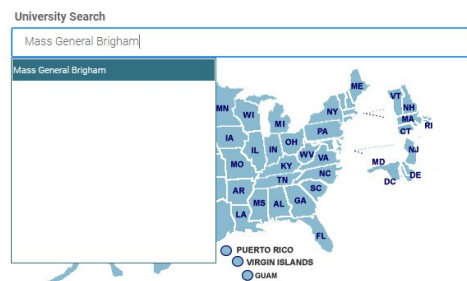 University Search
Mass General Brigham
Mass General Brigham
ME
VT
NH
MN
WI
NY
MA
MI
CT
RI
PA
IA
OH
NJ
IL
IN
WV
VA
MD
MO
KY
DE
NC
DC
TN
AR
SC
MS
AL
GA
LA
FL
PUERTO RICO
VIRGIN ISLANDS
GUAM